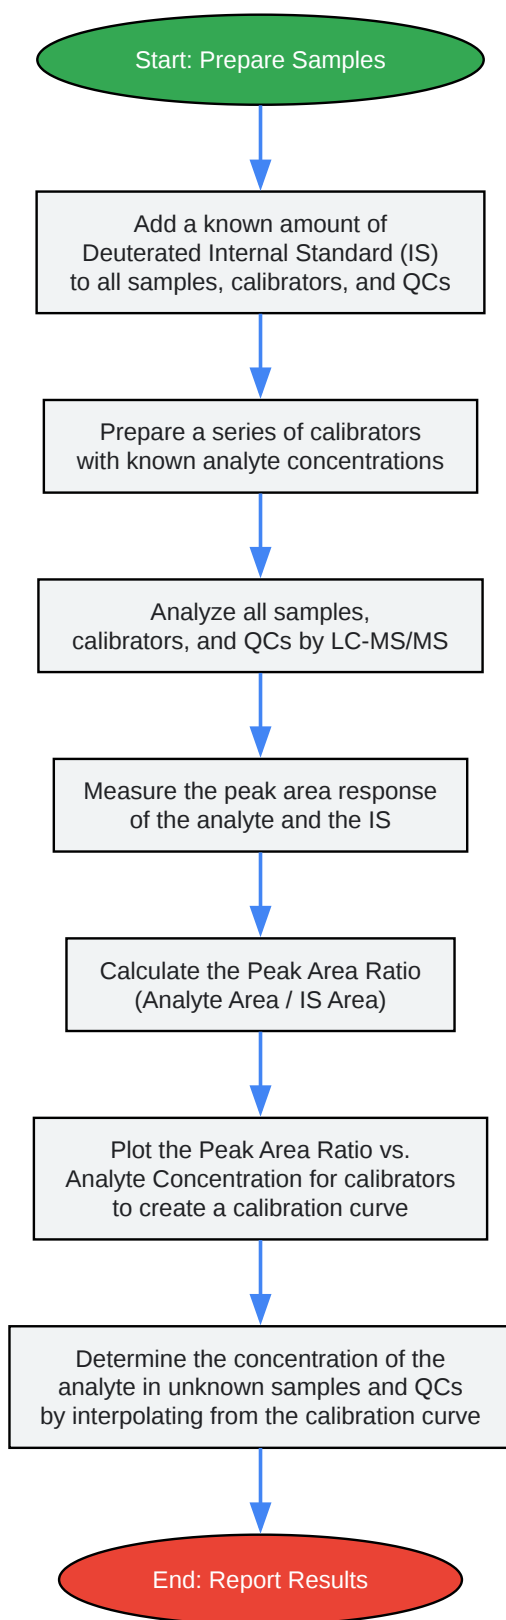 Start: Prepare Samples
Add a known amount of
Deuterated Internal Standard (IS)
to all samples, calibrators, and QCs
Prepare a series of calibrators
with known analyte concentrations
Analyze all samples,
calibrators, and QCs by LC-MS/MS
Measure the peak area response
of the analyte and the IS
Calculate the Peak Area Ratio
(Analyte Area / IS Area)
Plot the Peak Area Ratio vs.
Analyte Concentration for calibrators
to create a calibration curve
Determine the concentration of the
analyte in unknown samples and QCs
by interpolating from the calibration curve
End: Report Results